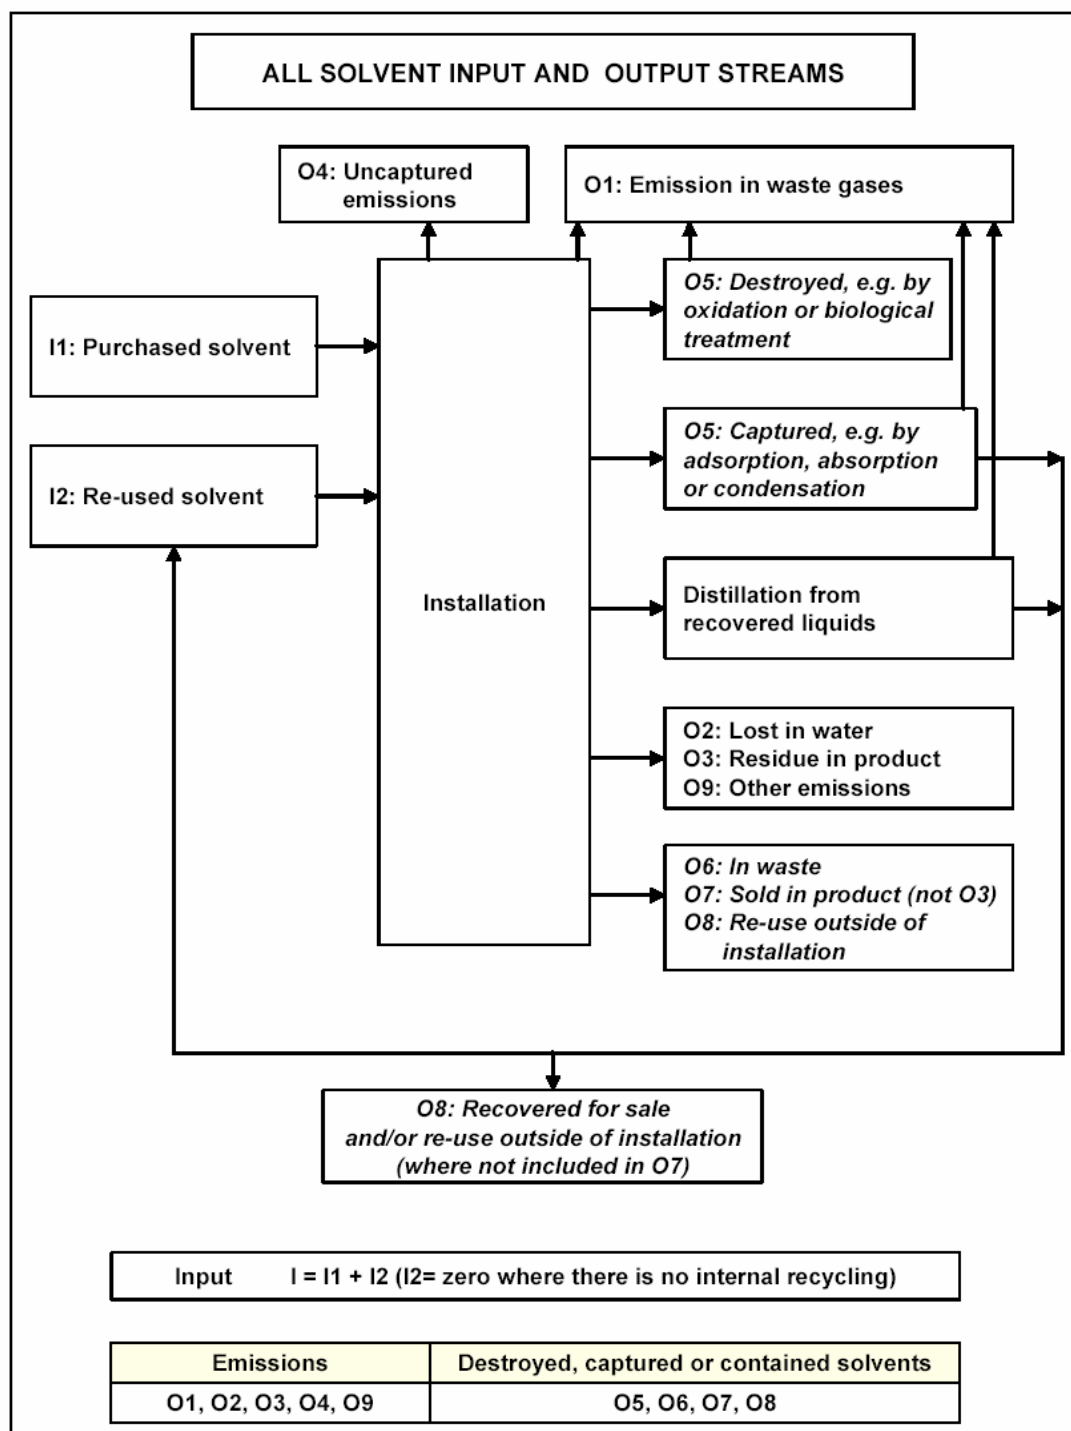 ALL SOLVENT INPUT AND OUTPUT STREAMS
O4: Uncaptured
emissions
O1: Emission in waste gases
I1: Purchased solvent
I2: Re-used solvent
Installation
O5: Destroyed, e.g. by
oxidation or biological
treatment
O5: Captured, e.g. by
adsorption, absorption
or condensation
Distillation from
recovered liquids
O2: Lost in water
O3: Residue in product
O9: Other emissions
O6: In waste
O7: Sold in product (not O3)
O8: Re-use outside of
installation
O8: Recovered for sale
and/or re-use outside of installation
(where not included in O7)
Input I = I1 + I2 (I2= zero where there is no internal recycling)
Emissions Destroyed, captured or contained solvents
O1, O2, O3, O4, O9 O5, O6, O7, O8